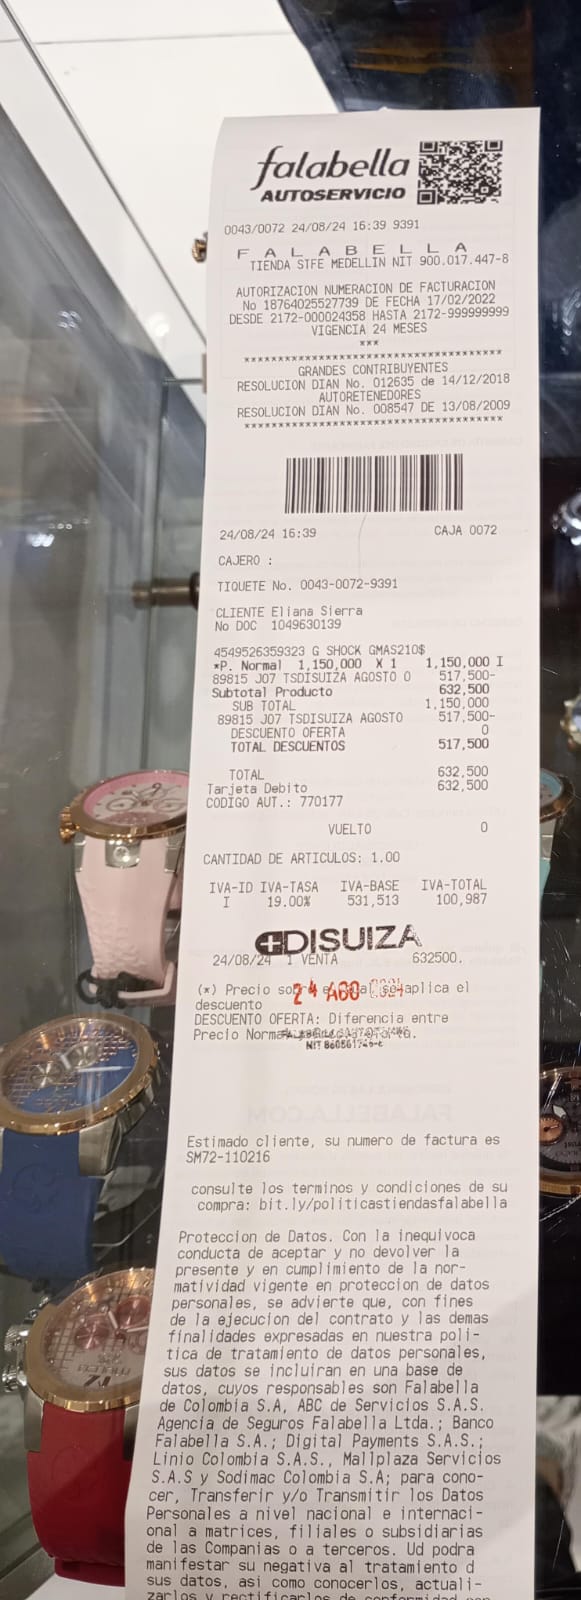 falabella
AUTOSERVICIO
0043/0072 24/08/24 16:39 9391
F A L A B E L L A
TIENDA STFE MEDELLIN NIT 900.017.447-8
AUTORIZACION NUMERACION DE FACTURACION
No 18764025527739 DE FECHA 17/02/2022
DESDE 2172-000024358 HASTA 2172-999999999
VIGENCIA 24 MESES
***
***************************************
GRANDES CONTRIBUYENTES
RESOLUCION DIAN No. 012635 de 14/12/2018
AUTORETENEDORES
RESOLUCION DIAN No. 008547 DE 13/08/2009
***************************************
24/08/24 16:39 CAJA 0072
CAJERO :
TIQUETE No. 0043-0072-9391
CLIENTE Eliana Sierra
No DOC 1049630139
4549526359323 G SHOCK GMAS210$
*P. Normal 1,150,000 X 1 1,150,000 I
89815 J07 TSDISUIZA AGOSTO 0 517,500-
Subtotal Producto 632,500
SUB TOTAL 1,150,000
89815 J07 TSDISUIZA AGOSTO 517,500-
DESCUENTO OFERTA 0
TOTAL DESCUENTOS 517,500
TOTAL 632,500
Tarjeta Debito 632,500
CODIGO AUT.: 770177
VUELTO 0
CANTIDAD DE ARTICULOS: 1.00
IVA-ID IVA-TASA IVA-BASE IVA-TOTAL
I 19.00% 531,513 100,987
DISUIZA
24/08/24 1 VENTA 632500.
(*) Precio aplica el
24 AGO 2024
descuento
DESCUENTO OFERTA: Diferencia entre
Precio
Estimado cliente, su numero de factura es
SM72-110216
consulte los terminos y condiciones de su
compra: bit.ly/politicastiendasfalabella
Proteccion de Datos. Con la inequivoca
conducta de aceptar y no devolver la
presente y en cumplimiento de la nor-
matividad vigente en proteccion de datos
personales, se advierte que, con fines
de la ejecucion del contrato y las demas
finalidades expresadas en nuestra poli-
tica de tratamiento de datos personales,
sus datos se incluiran en una base de
datos, cuyos responsables son Falabella
de Colombia S.A, ABC de Servicios S.A.S.
Agencia de Seguros Falabella Ltda.; Banco
Falabella S.A.; Digital Payments S.A.S.;
Linio Colombia S.A.S., Mallplaza Servicios
S.A.S y Sodimac Colombia S.A; para cono-
cer, Transferir y/o Transmitir los Datos
Personales a nivel nacional e internaci-
onal a matrices, filiales o subsidiarias
de las Companias o a terceros. Ud podra
manifestar su negativa al tratamiento d
sus datos, asi como conocerlos, actuali-
zarlos y rectificarlos de conformidad